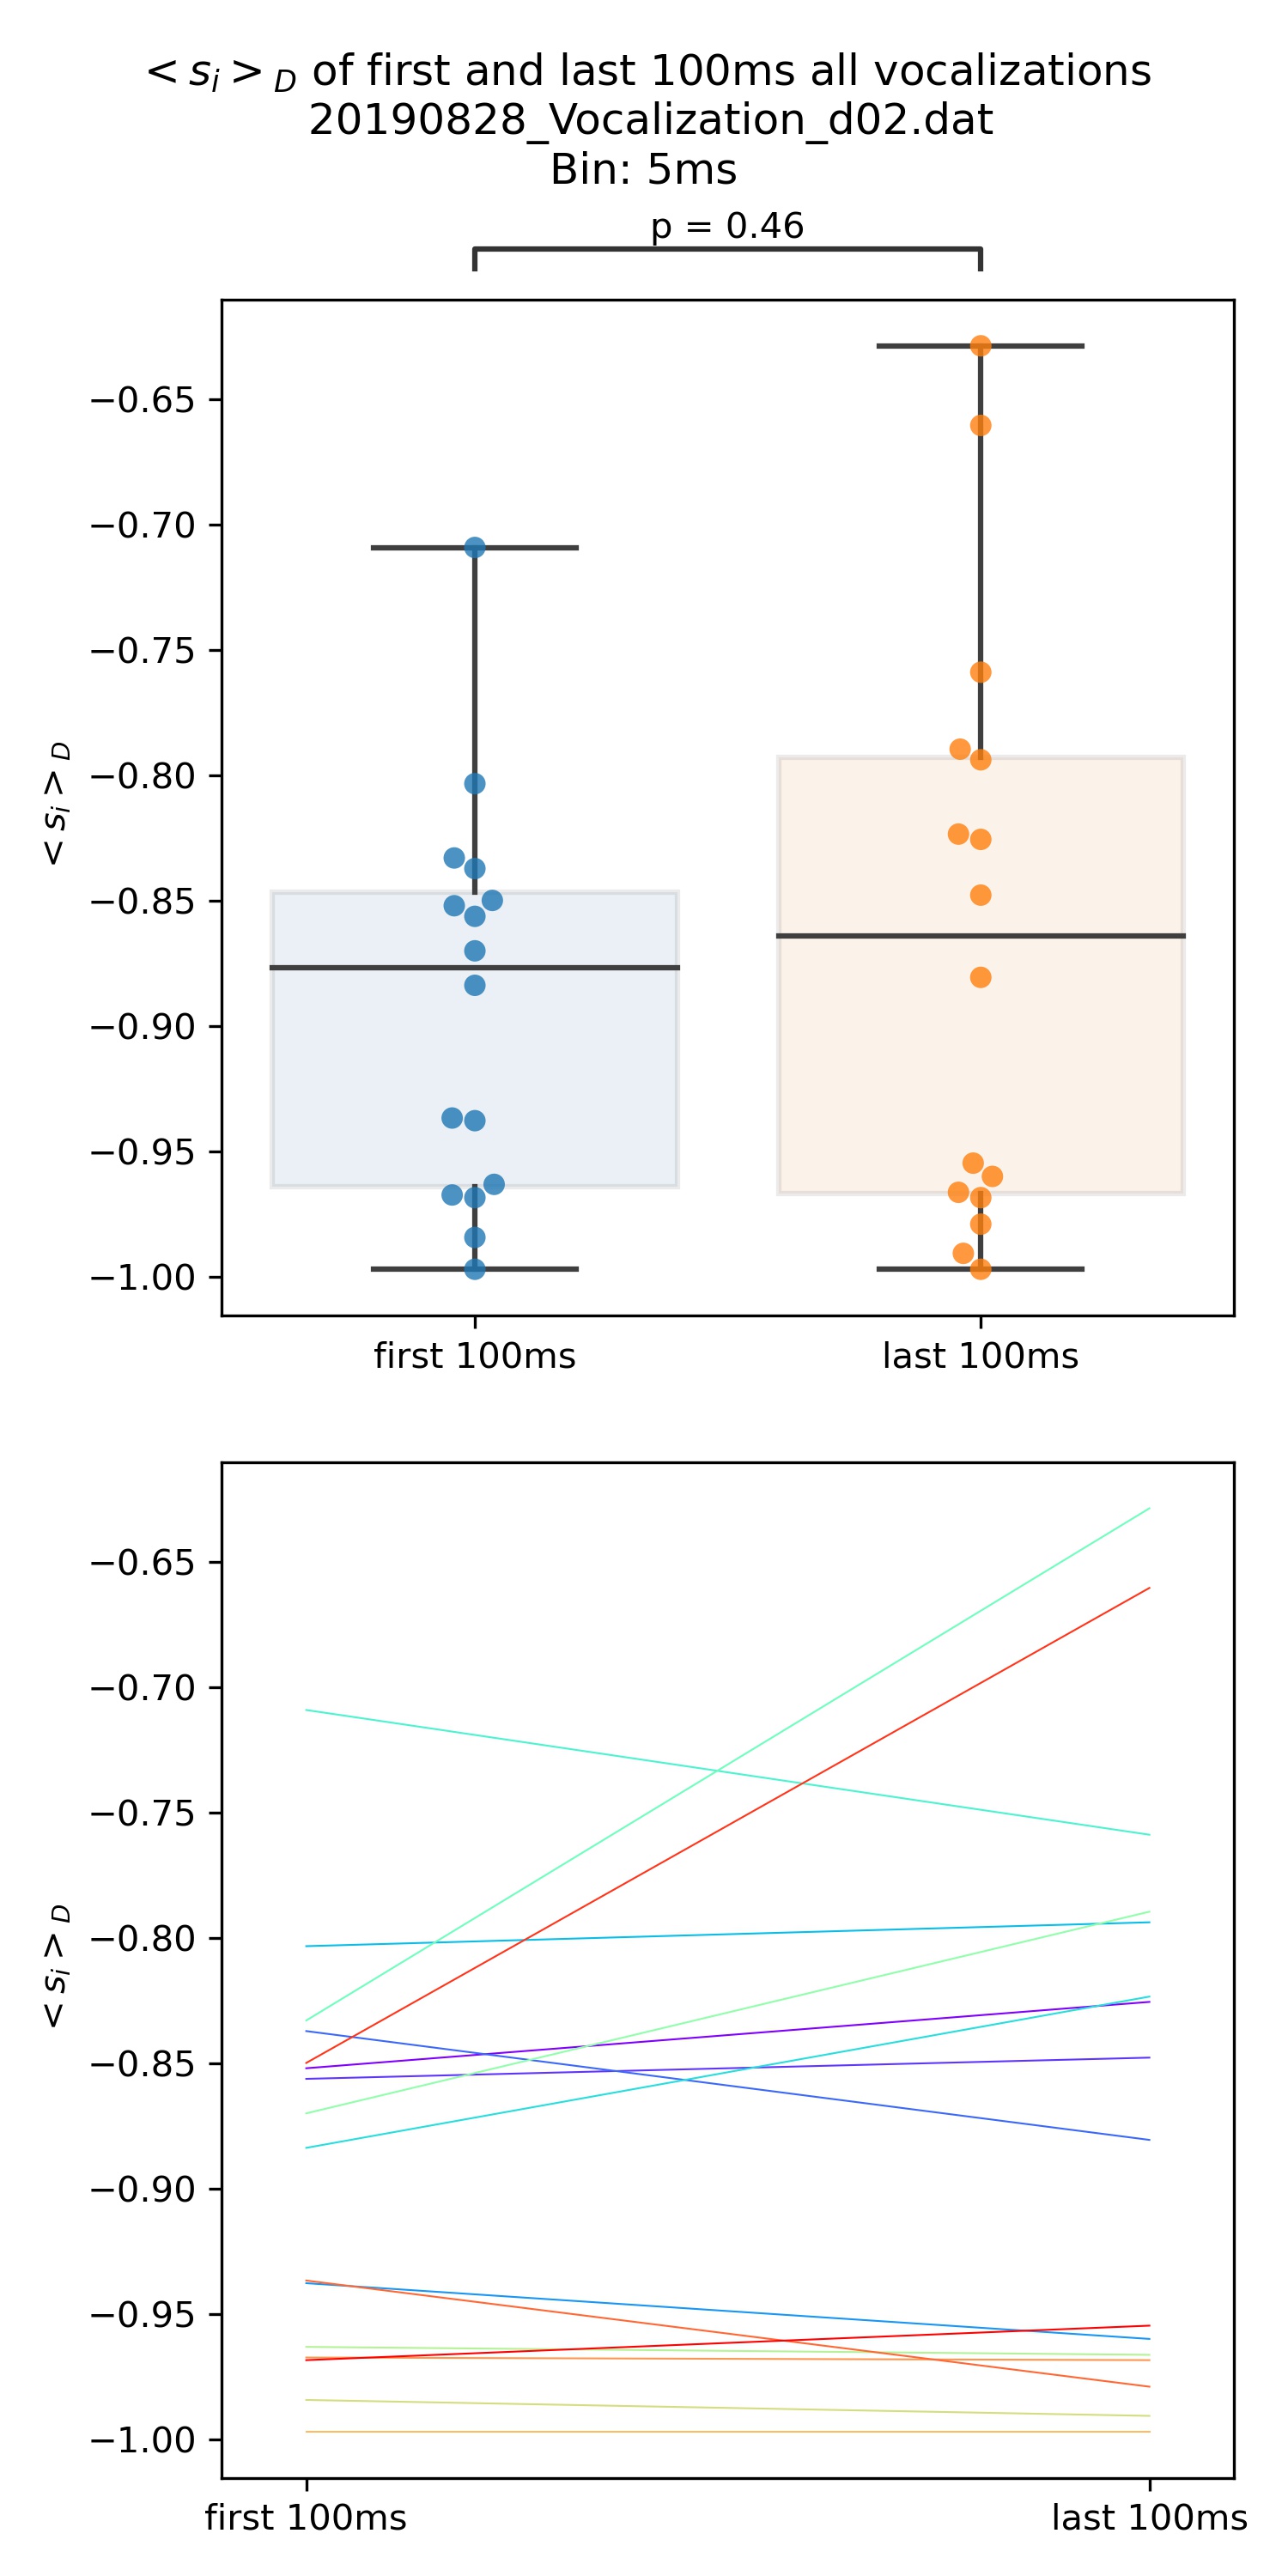 < s_i >_D of first and last 100ms all vocalizations
20190828_Vocalization_d02.dat
Bin: 5ms
p = 0.46
−0.65
−0.70
−0.75
−0.80
−0.85
−0.90
−0.95
−1.00
< s_i >_D
first 100ms
last 100ms
−0.65
−0.70
−0.75
−0.80
−0.85
−0.90
−0.95
−1.00
< s_i >_D
first 100ms
last 100ms